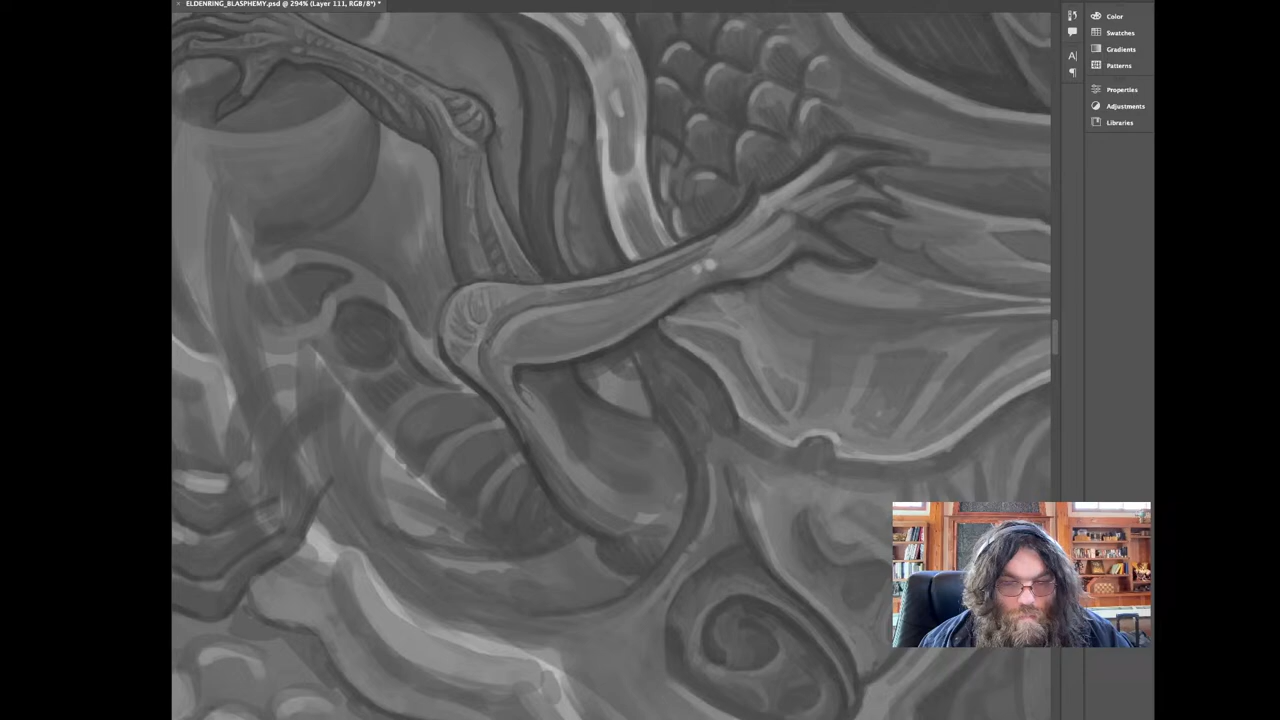 ELDENRING_BLASPHEMY.psd @ 294% (Layer 111, RGB/8*) *
Color
Swatches
Gradients
Patterns
Properties
Adjustments
Libraries